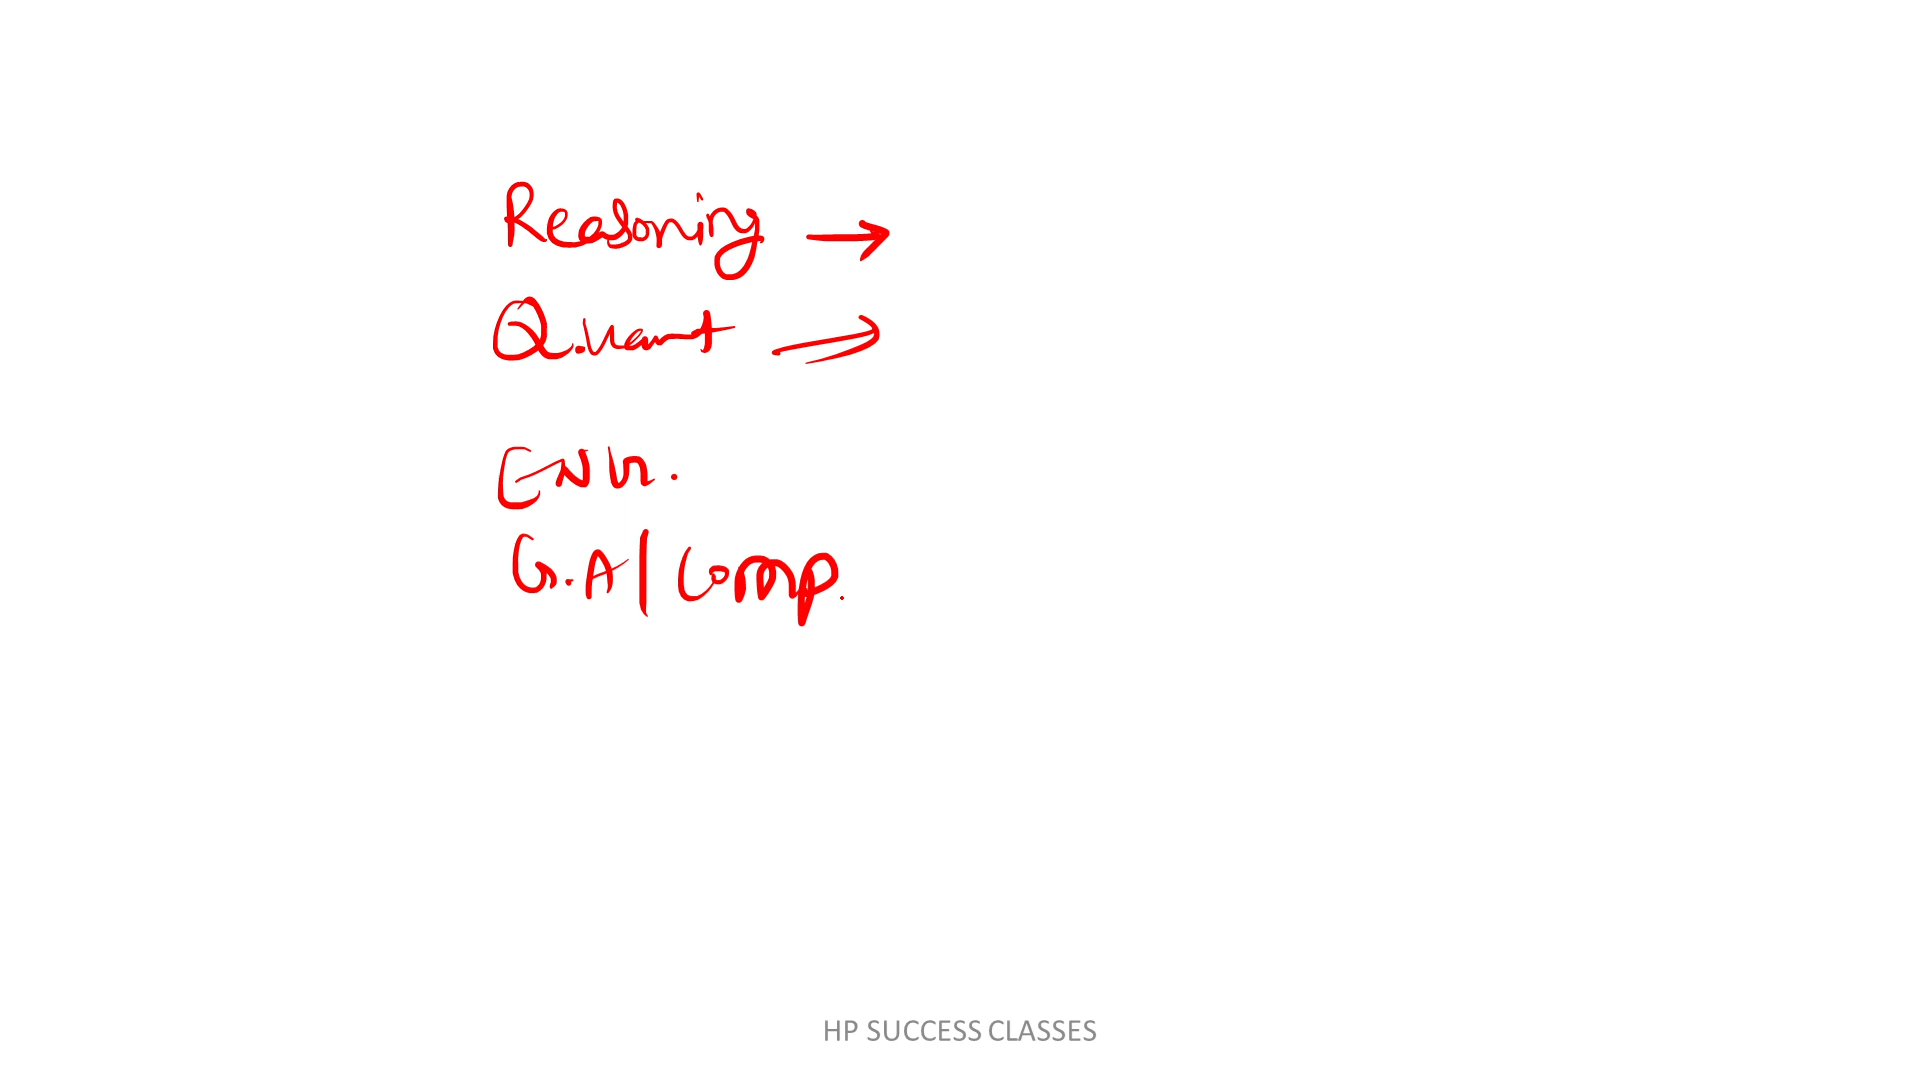 Reasoning →
Q.uant →
ENG.
G.A/Comp.
HP SUCCESS CLASSES